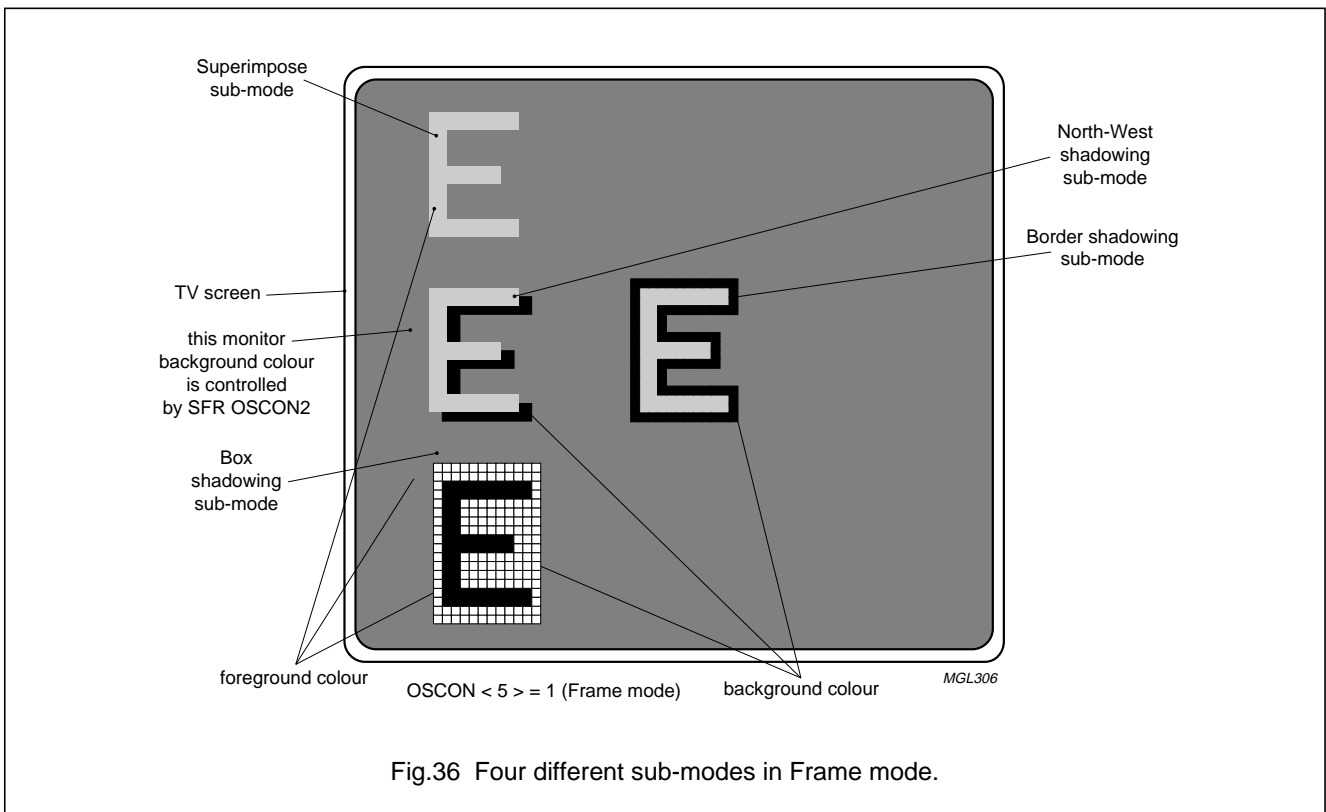 Superimpose
sub-mode
North-West
shadowing
sub-mode
Border shadowing
sub-mode
TV screen
this monitor
background colour
is controlled
by SFR OSCON2
Box
shadowing
sub-mode
E
E
E
E
foreground colour
OSCON < 5 > = 1 (Frame mode)
background colour
MGL306
Fig.36 Four different sub-modes in Frame mode.